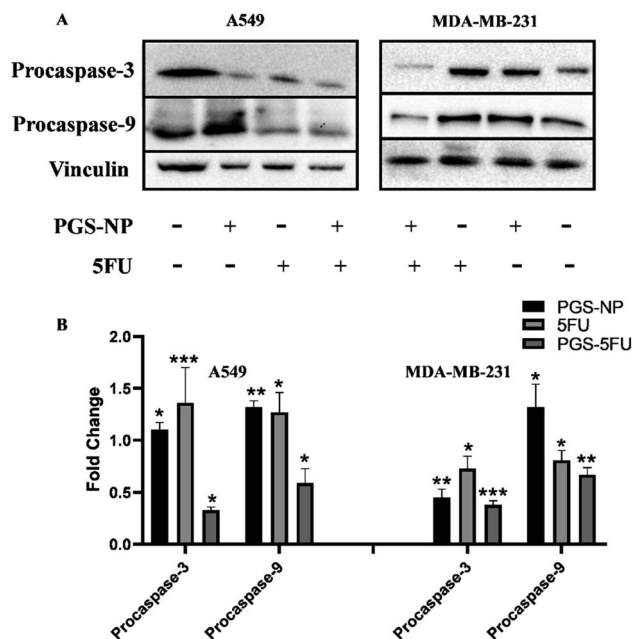 A
A549
MDA-MB-231
Procaspase-3
Procaspase-9
Vinculin
PGS-NP - + - + + - + -
5FU - - + + + + - -
B
PGS-NP
5FU
PGS-5FU
A549
MDA-MB-231
Fold Change
2.0
1.5
1.0
0.5
0.0
* *** * ** * * ** * *** * * **
Procaspase-3
Procaspase-9
Procaspase-3
Procaspase-9